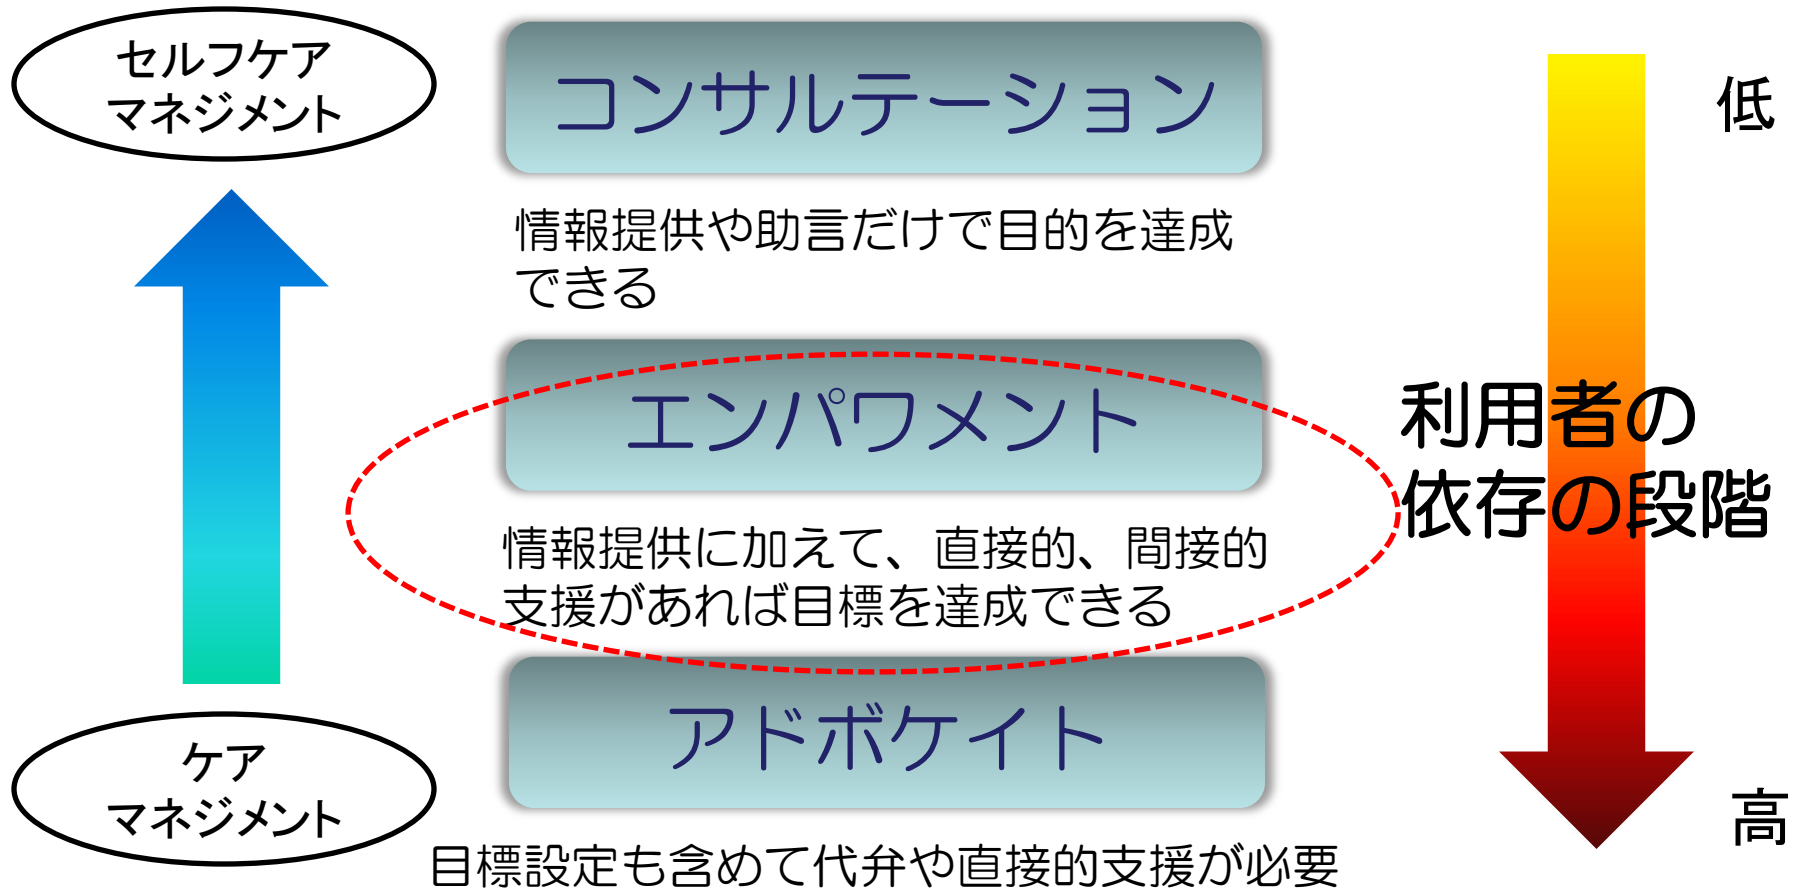 セルフケア
マネジメント
コンサルテーション
低
情報提供や助言だけで目的を達成
できる
エンパワメント
利用者の
依存の段階
情報提供に加えて、直接的、間接的
支援があれば目標を達成できる
アドボケイト
ケア
マネジメント
高
目標設定も含めて代弁や直接的支援が必要